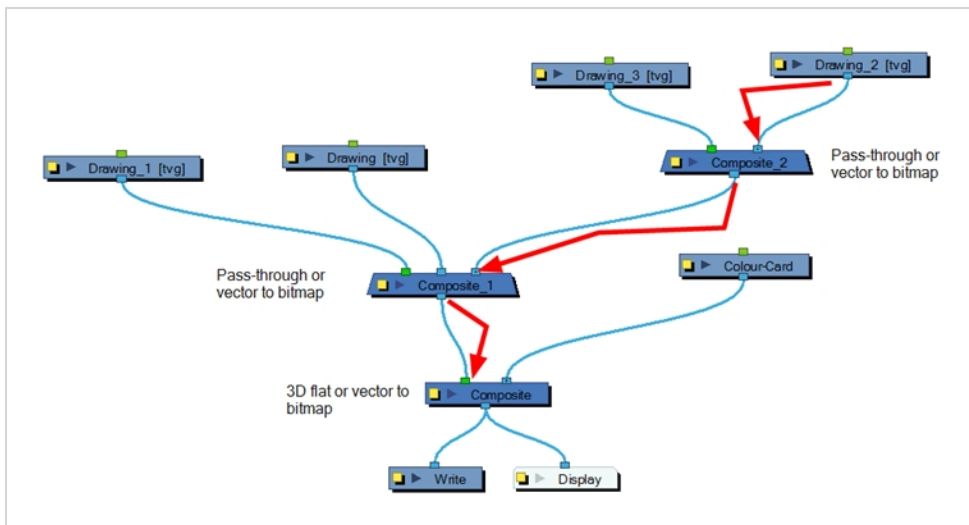 Drawing_3 [tvg]
Drawing_2 [tvg]
Drawing_1 [tvg]
Drawing [tvg]
Composite_2
Pass-through or
vector to bitmap
Colour-Card
Pass-through or
vector to bitmap
Composite_1
3D flat or vector to
bitmap
Composite
Write
Display